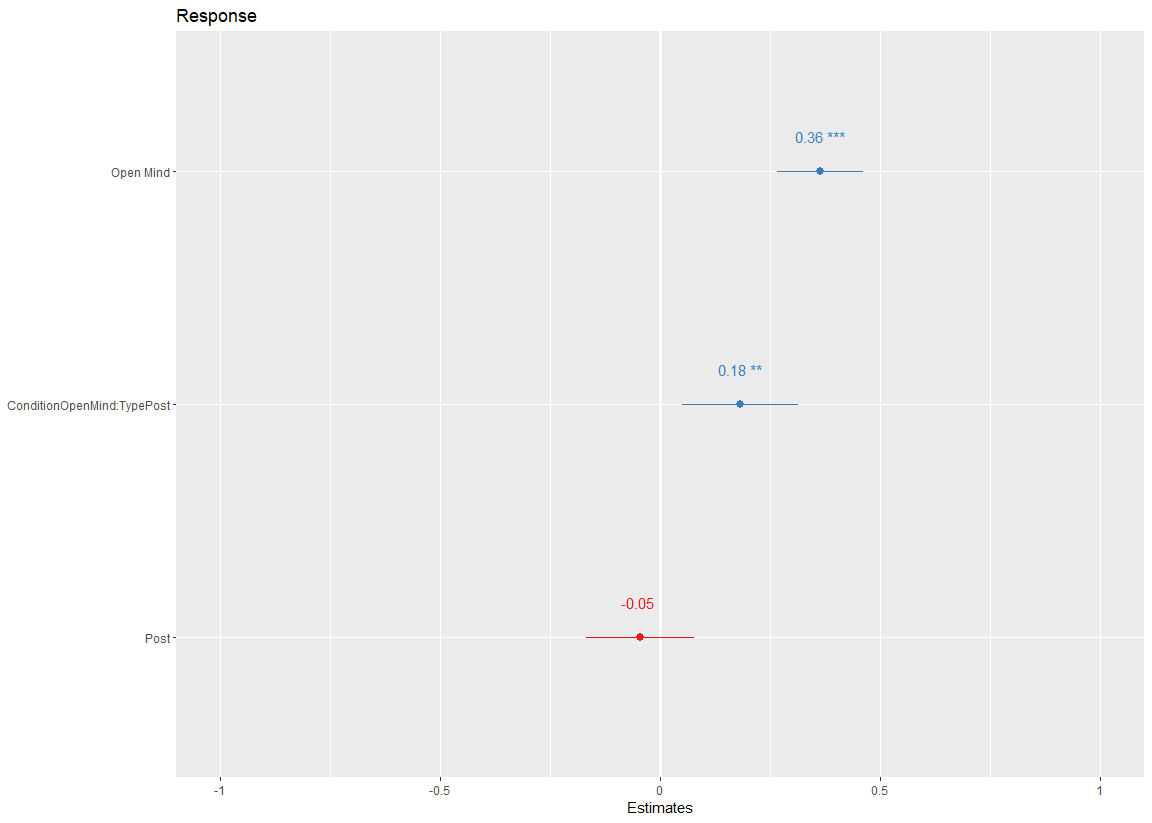 Response
0.36 ***
Open Mind
0.18 **
ConditionOpenMind:TypePost
-0.05
Post
-1 -0.5 0 0.5 1
Estimates